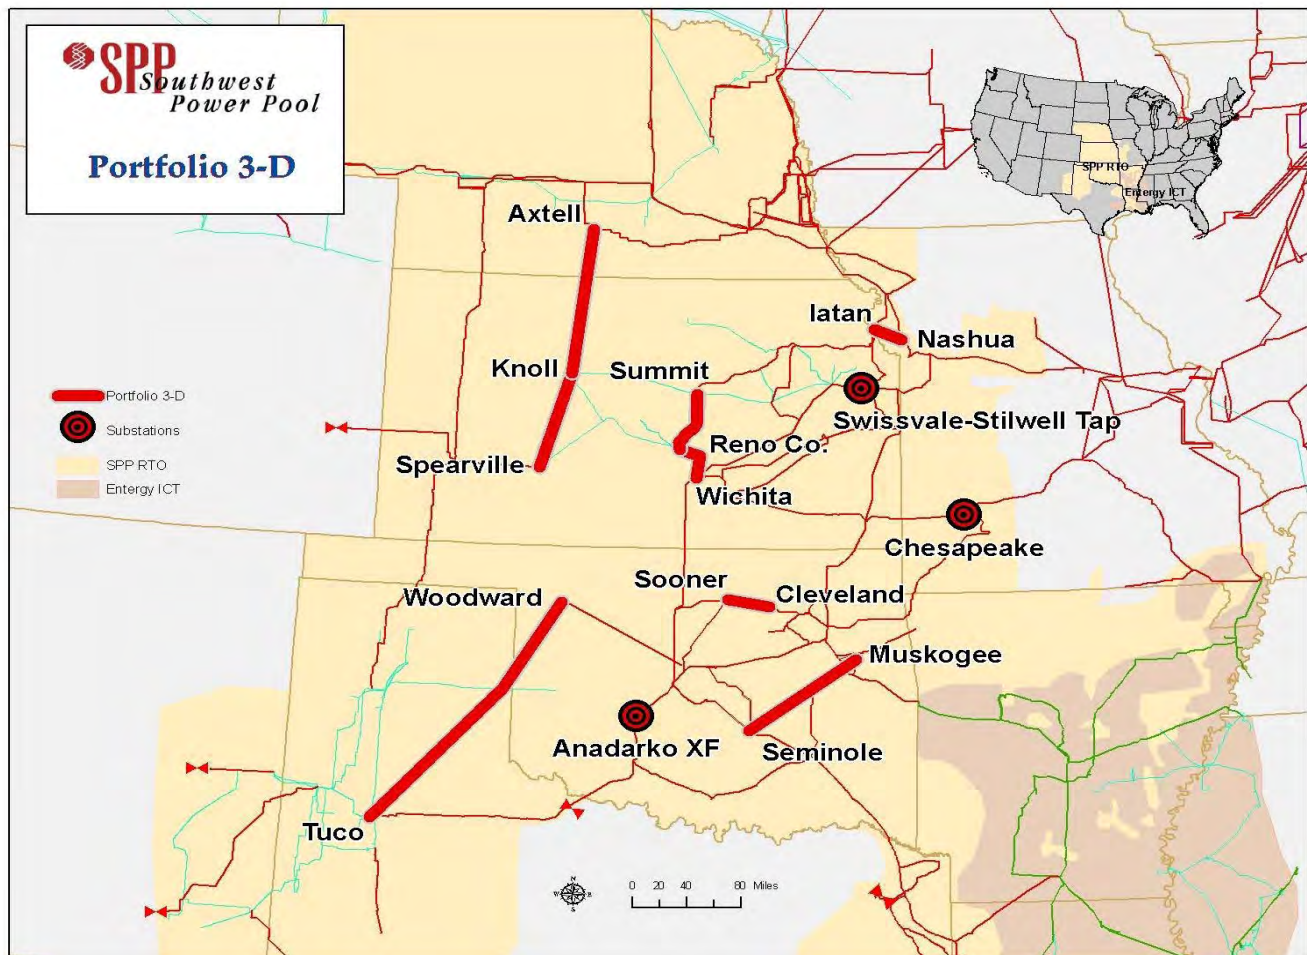 SPP
Southwest
Power Pool
Portfolio 3-D
SPP RTO
Entergy ICT
Axtell
Iatan
Nashua
Knoll
Summit
Portfolio 3-D
Substations
SPP RTO
Entergy ICT
Swissvale-Stilwell Tap
Reno Co.
Spearville
Wichita
Chesapeake
Sooner
Cleveland
Woodward
Muskogee
Anadarko XF
Seminole
Tuco
N
W E
S
0 20 40 80 Miles